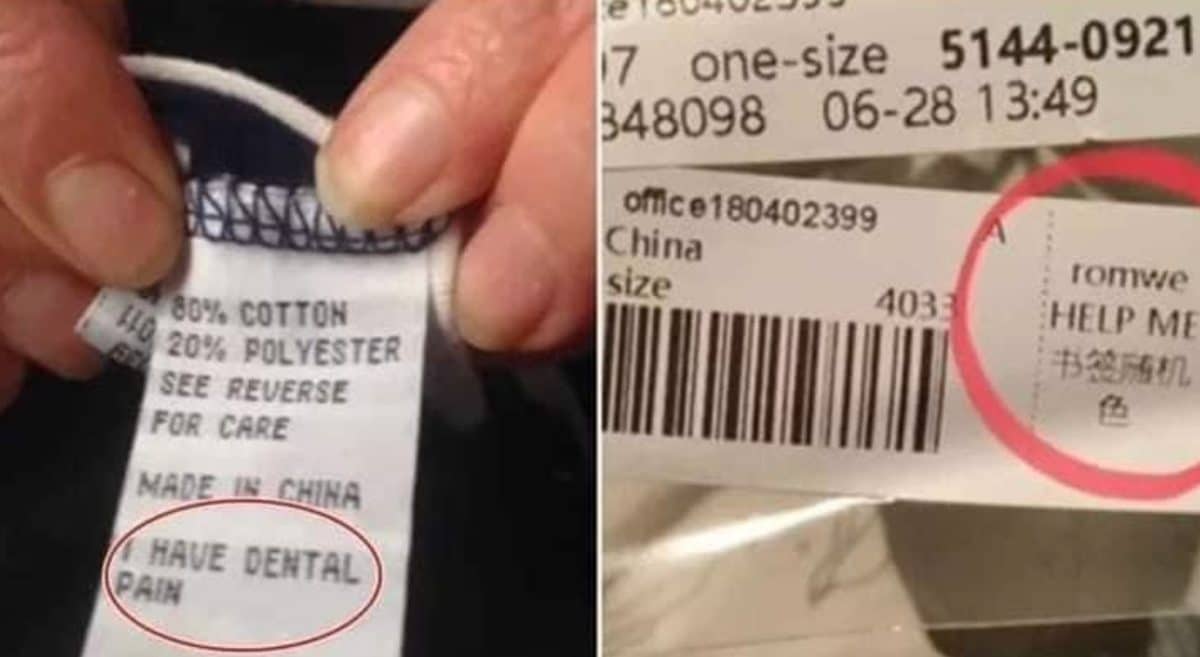 80% COTTON
20% POLYESTER
SEE REVERSE
FOR CARE
MADE IN CHINA
I HAVE DENTAL
PAIN
one-size 5144-0921
348098 06-28 13:49
office180402399
China
size
4033
A
romwe
HELP ME
书签随机
色